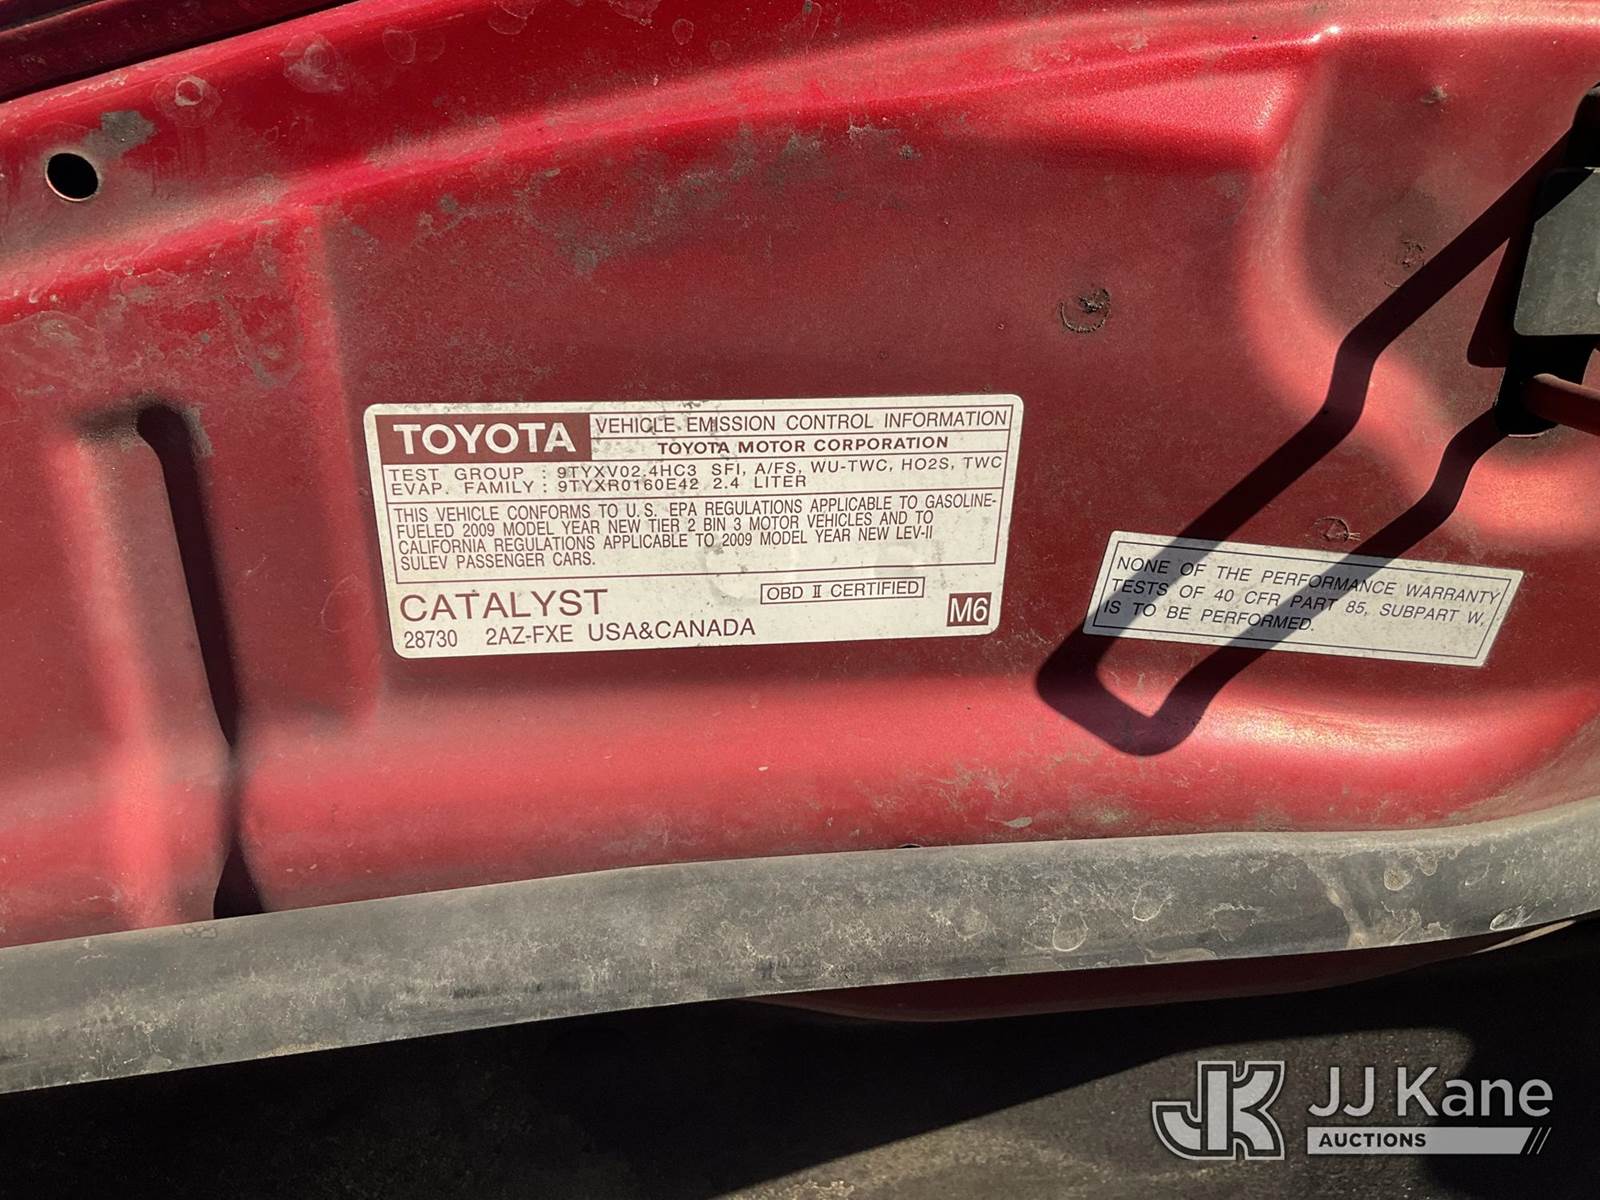 TOYOTA
VEHICLE EMISSION CONTROL INFORMATION
TOYOTA MOTOR CORPORATION
TEST GROUP : 9TYXV02.4HC3 SFI, A/FS, WU-TWC, HO2S, TWC
EVAP. FAMILY : 9TYXR0160E42 2.4 LITER
THIS VEHICLE CONFORMS TO U.S. EPA REGULATIONS APPLICABLE TO GASOLINE-
FUELED 2009 MODEL YEAR NEW TIER 2 BIN 3 MOTOR VEHICLES AND TO
CALIFORNIA REGULATIONS APPLICABLE TO 2009 MODEL YEAR NEW LEV-II
SULEV PASSENGER CARS.
OBD II CERTIFIED
CATALYST
28730 2AZ-FXE USA&CANADA
M6
NONE OF THE PERFORMANCE WARRANTY
TESTS OF 40 CFR PART 85, SUBPART W,
IS TO BE PERFORMED.
JK JJ Kane
AUCTIONS